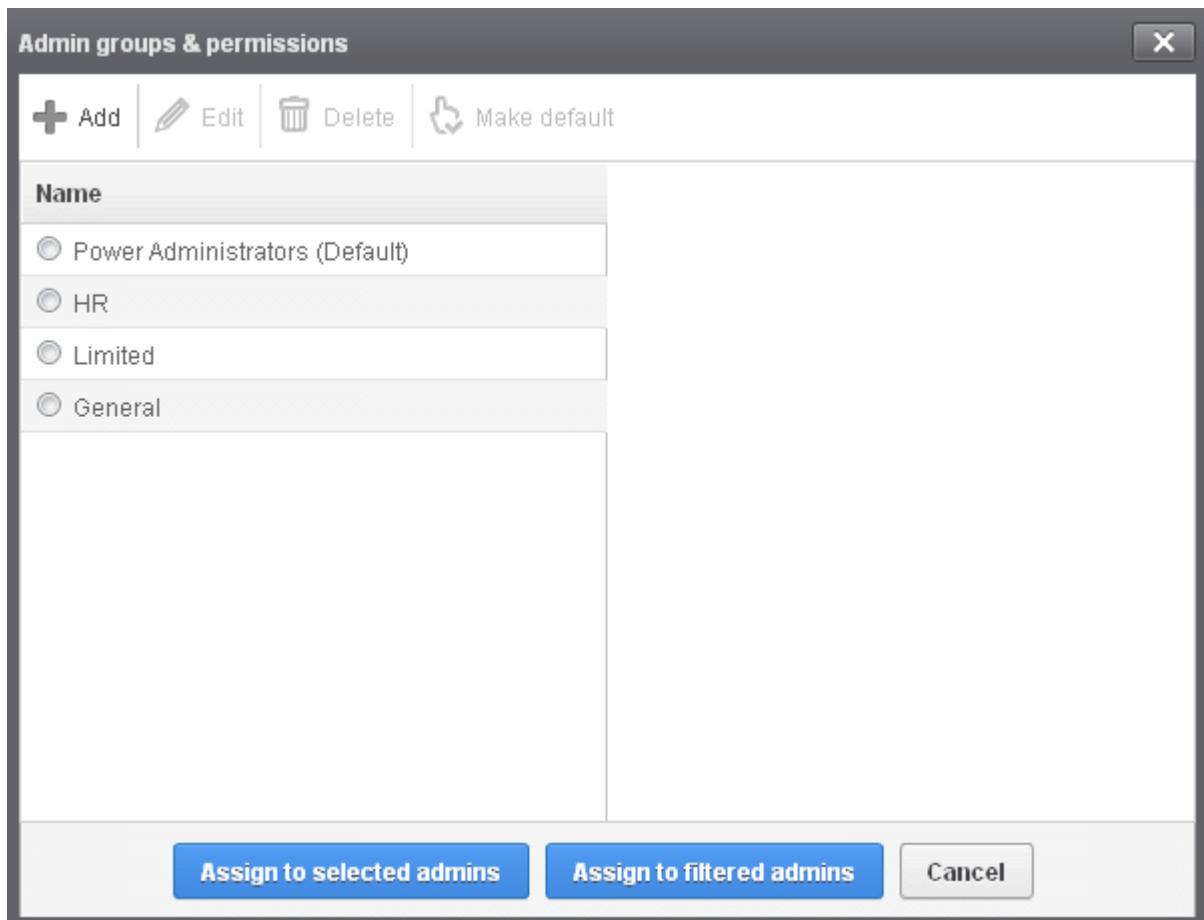 Admin groups & permissions
Add Edit Delete Make default
Name
Power Administrators (Default)
HR
Limited
General
Assign to selected admins Assign to filtered admins Cancel